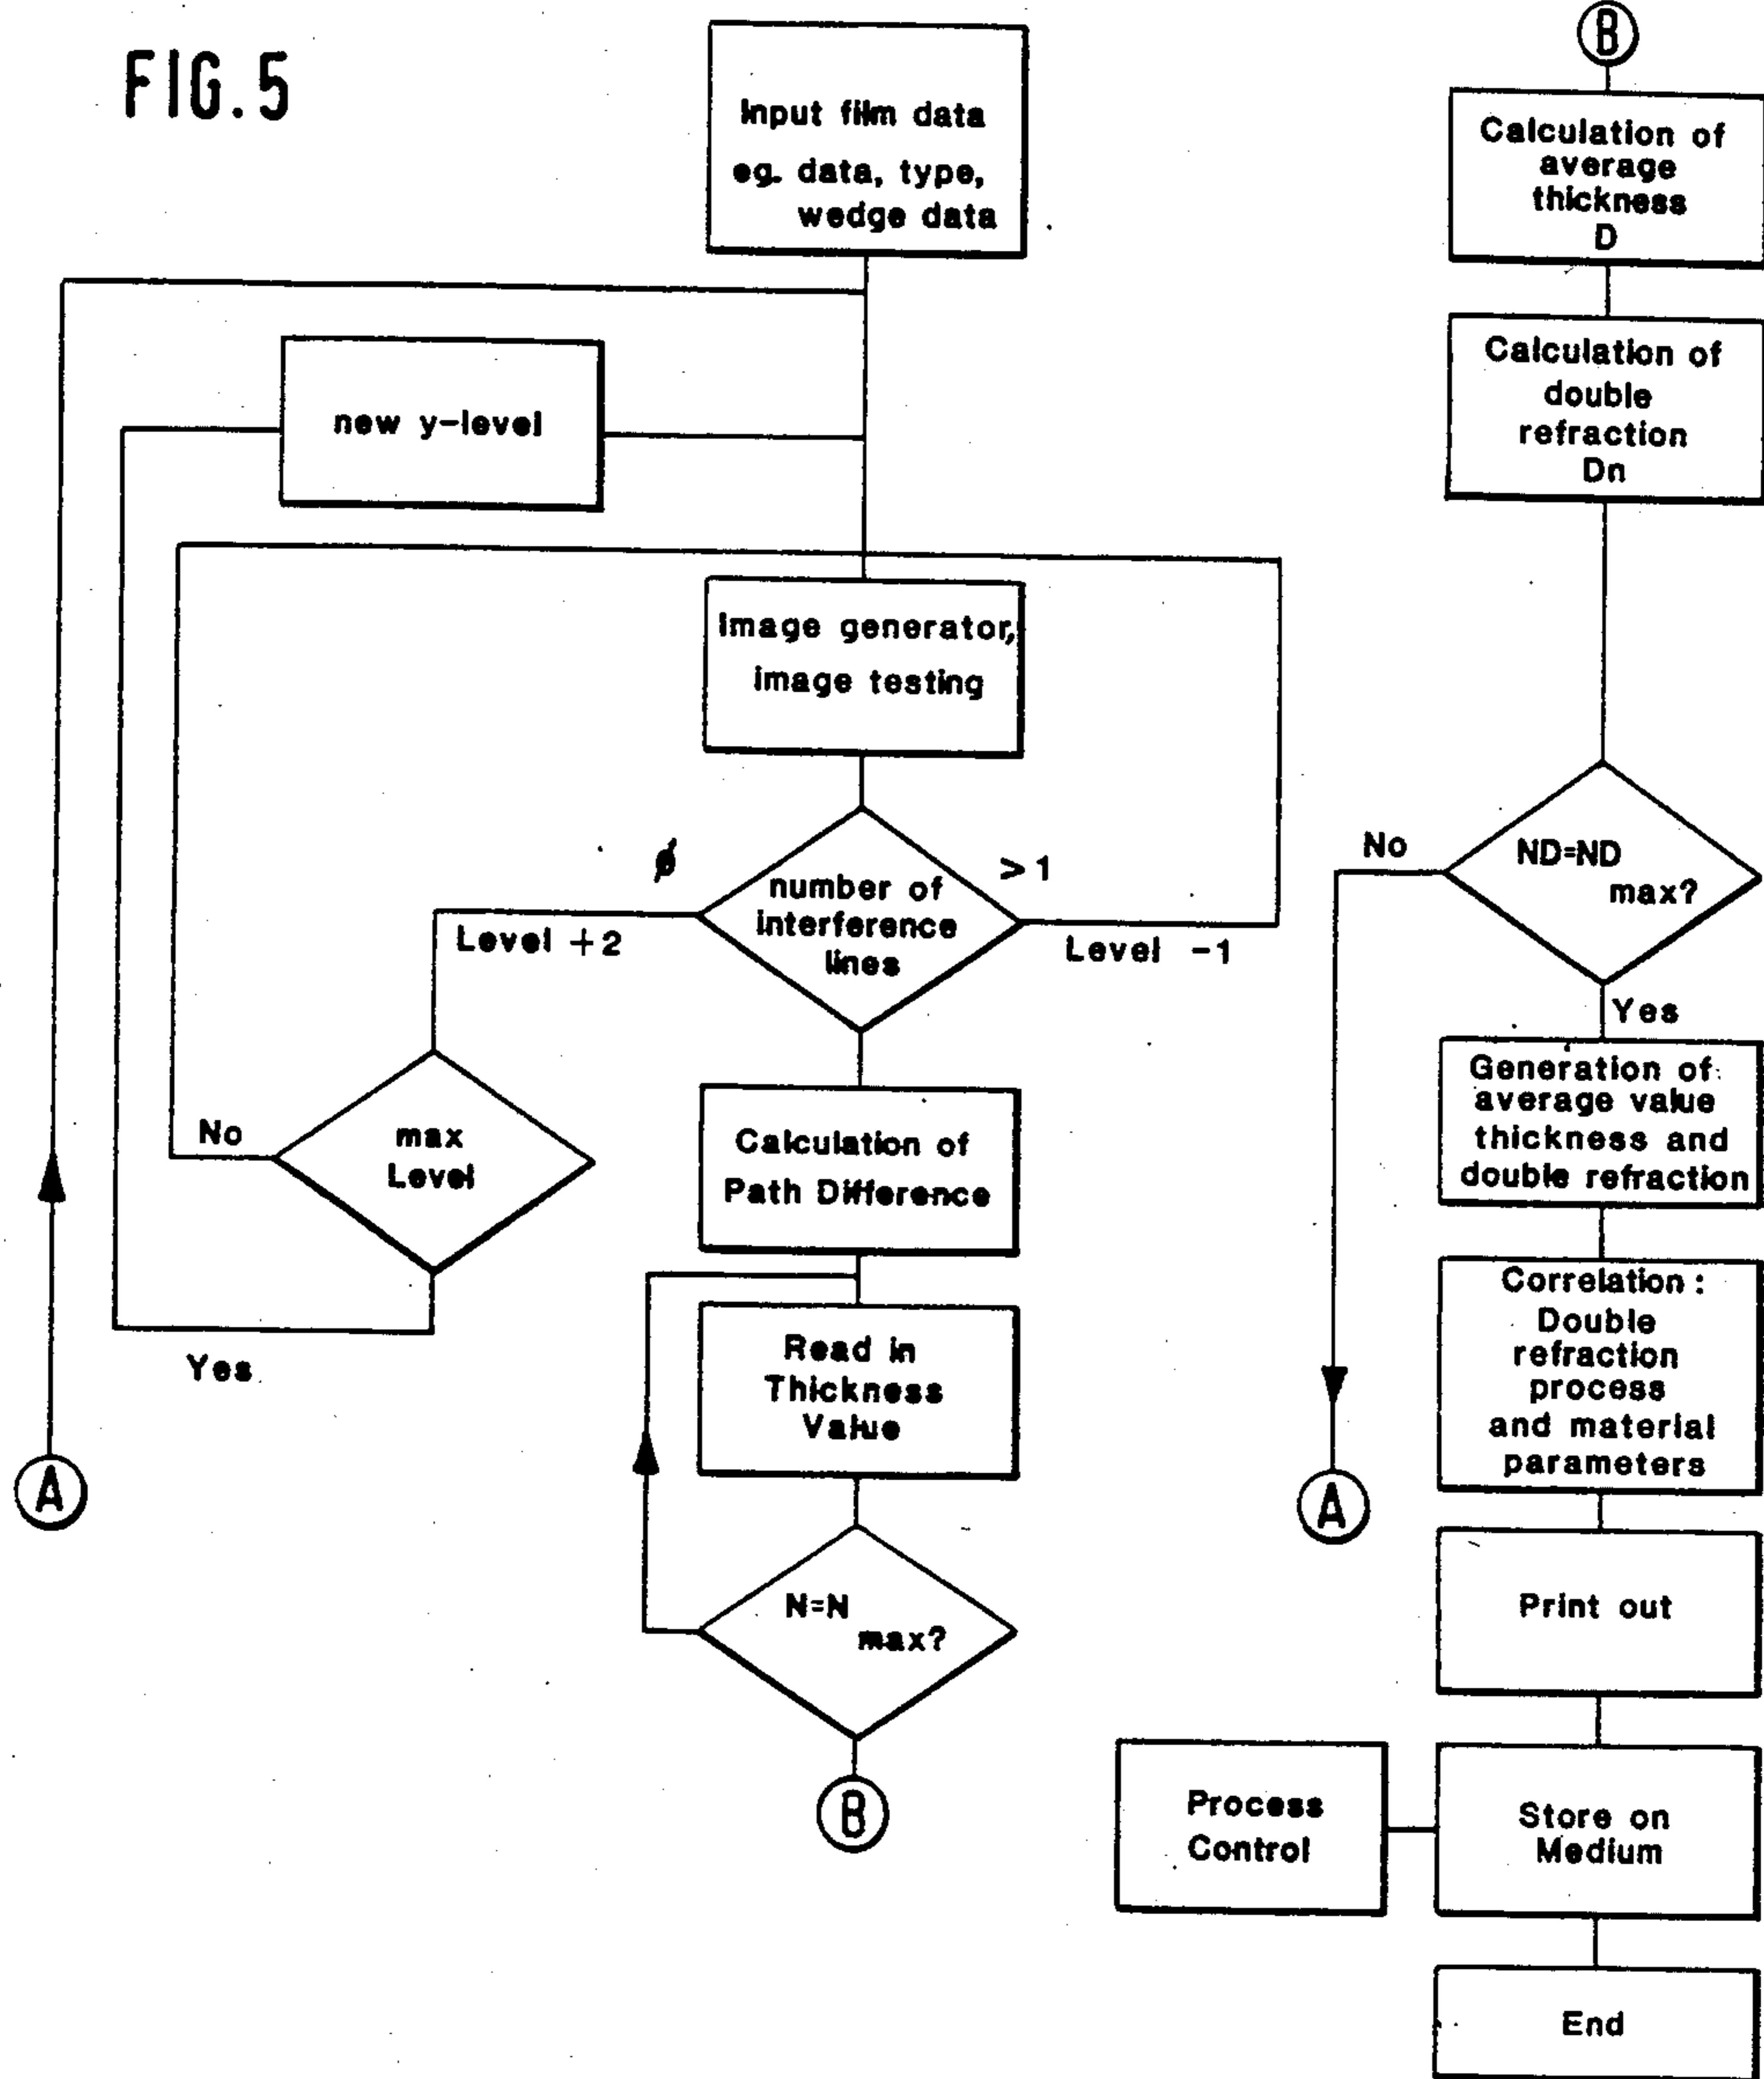 FIG. 5
Input film data
eg. data, type,
wedge data
new y-level
Image generator,
image testing
ø
> 1
number of
interference
lines
Level +2
Level -1
No
max
Level
Yes
Calculation of
Path Difference
Read in
Thickness
Value
N=N
max?
A
B
B
Calculation of
average
thickness
D
Calculation of
double
refraction
Dn
No
ND=ND
max?
Yes
A
Generation of
average value
thickness and
double refraction
Correlation :
Double
refraction
process
and material
parameters
Print out
Process
Control
Store on
Medium
End